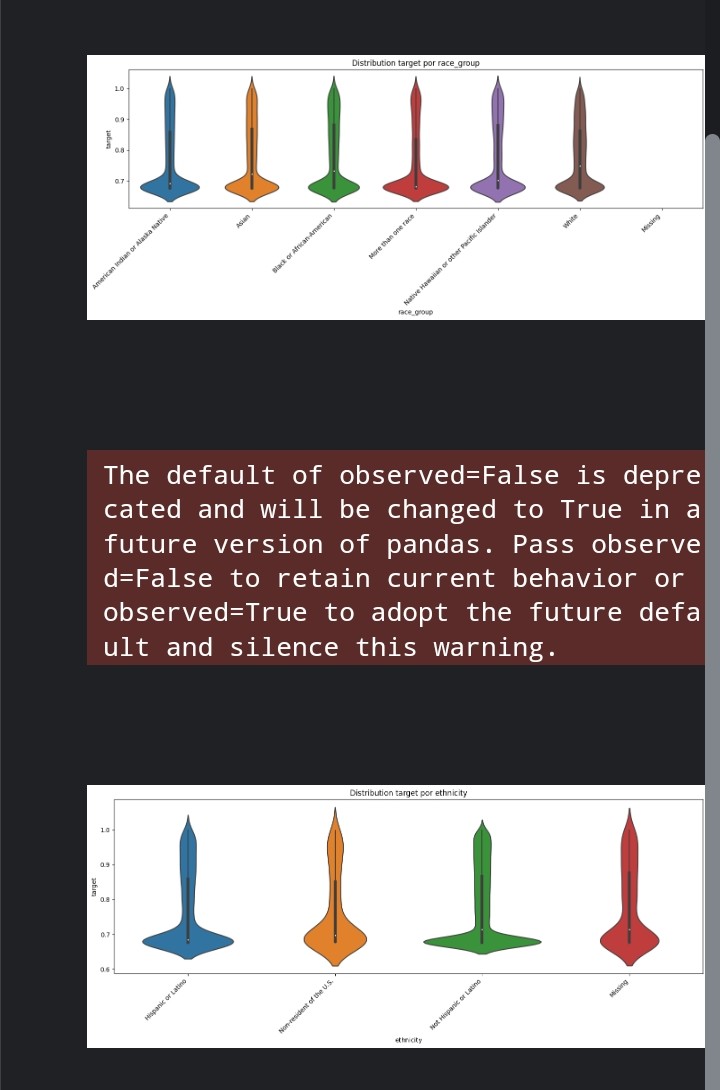 Distribution target por race_group
1.0
0.9
0.8
0.7
target
American Indian or Alaska Native
Asian
Black or African-American
More than one race
Native Hawaiian or other Pacific Islander
White
Missing
race_group
The default of observed=False is depre
cated and will be changed to True in a
future version of pandas. Pass observe
d=False to retain current behavior or
observed=True to adopt the future defa
ult and silence this warning.
Distribution target por ethnicity
1.0
0.9
0.8
0.7
0.6
target
Hispanic or Latino
Non-resident of the U.S.
Not Hispanic or Latino
Missing
ethnicity